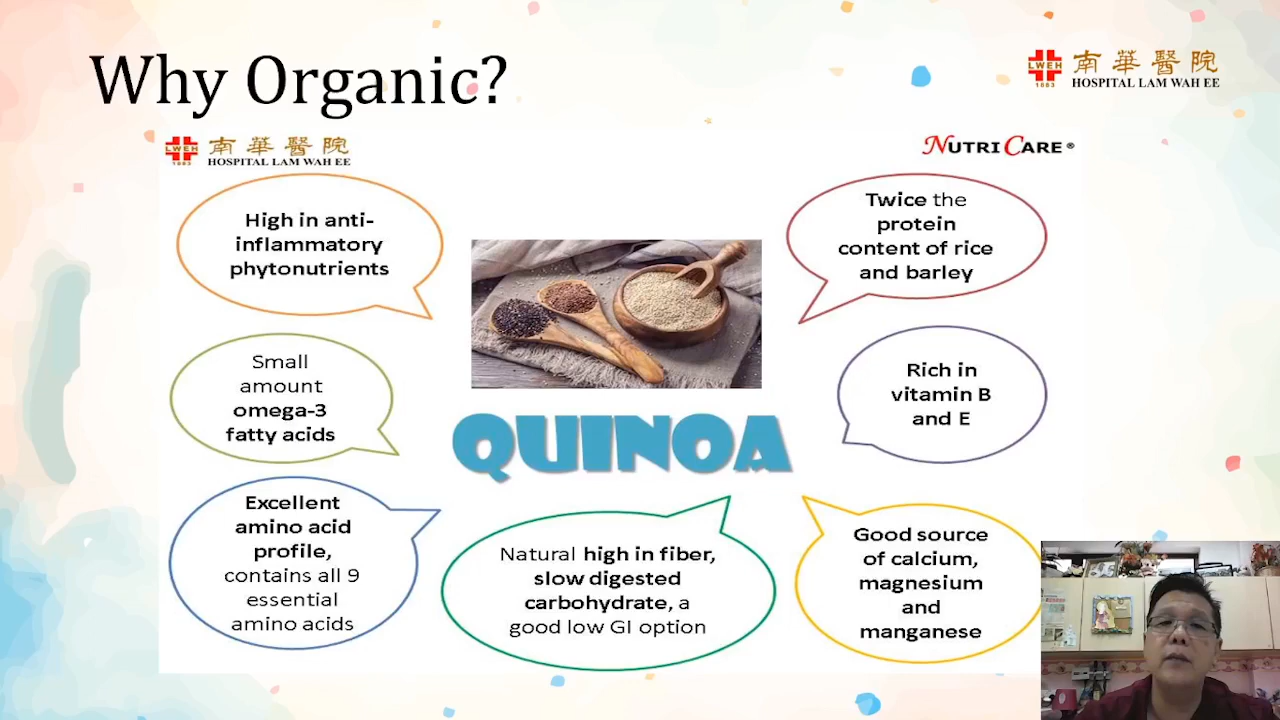 Why Organic?
LWEH
1883
南華醫院
HOSPITAL LAM WAH EE
LWEH
1883
南華醫院
HOSPITAL LAM WAH EE
NUTRICARE®
High in anti-
inflammatory
phytonutrients
Twice the
protein
content of rice
and barley
Small
amount
omega-3
fatty acids
Rich in
vitamin B
and E
QUINOA
Excellent
amino acid
profile,
contains all 9
essential
amino acids
Natural high in fiber,
slow digested
carbohydrate, a
good low GI option
Good source
of calcium,
magnesium
and
manganese